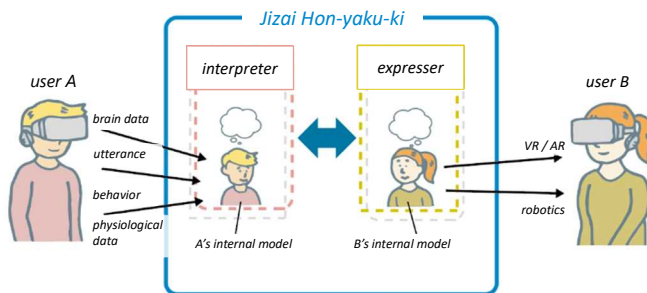 Jizai Hon-yaku-ki
user A
interpreter
expresser
user B
brain data
utterance
behavior
physiological
data
VR / AR
robotics
A's internal model
B's internal model